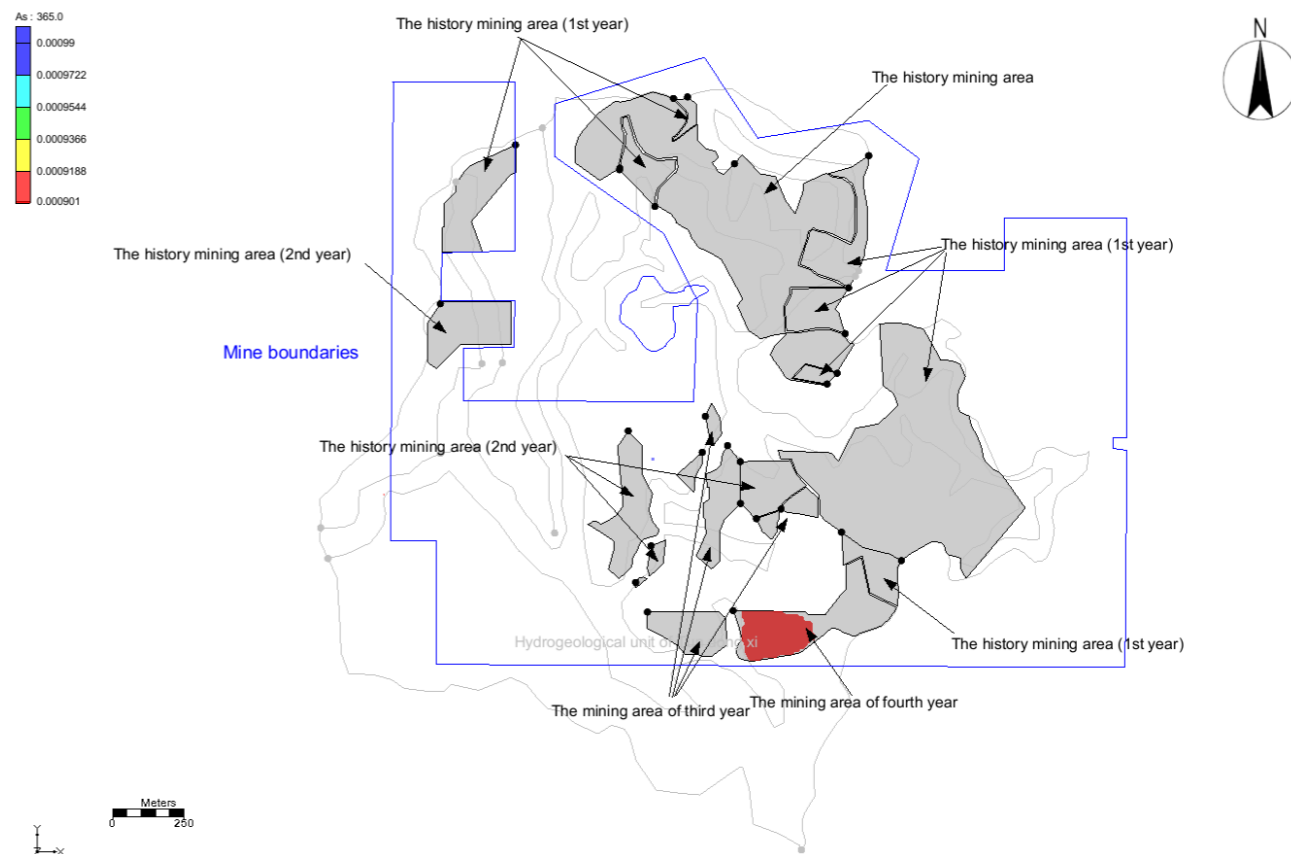 As : 365.0
0.00099
0.0009722
0.0009544
0.0009366
0.0009188
0.000901
The history mining area (1st year)
The history mining area
N
The history mining area (2nd year)
The history mining area (1st year)
Mine boundaries
The history mining area (2nd year)
Hydrogeological unit of xi
The history mining area (1st year)
The mining area of third year
The mining area of fourth year
Meters
0 250
Y
Z X